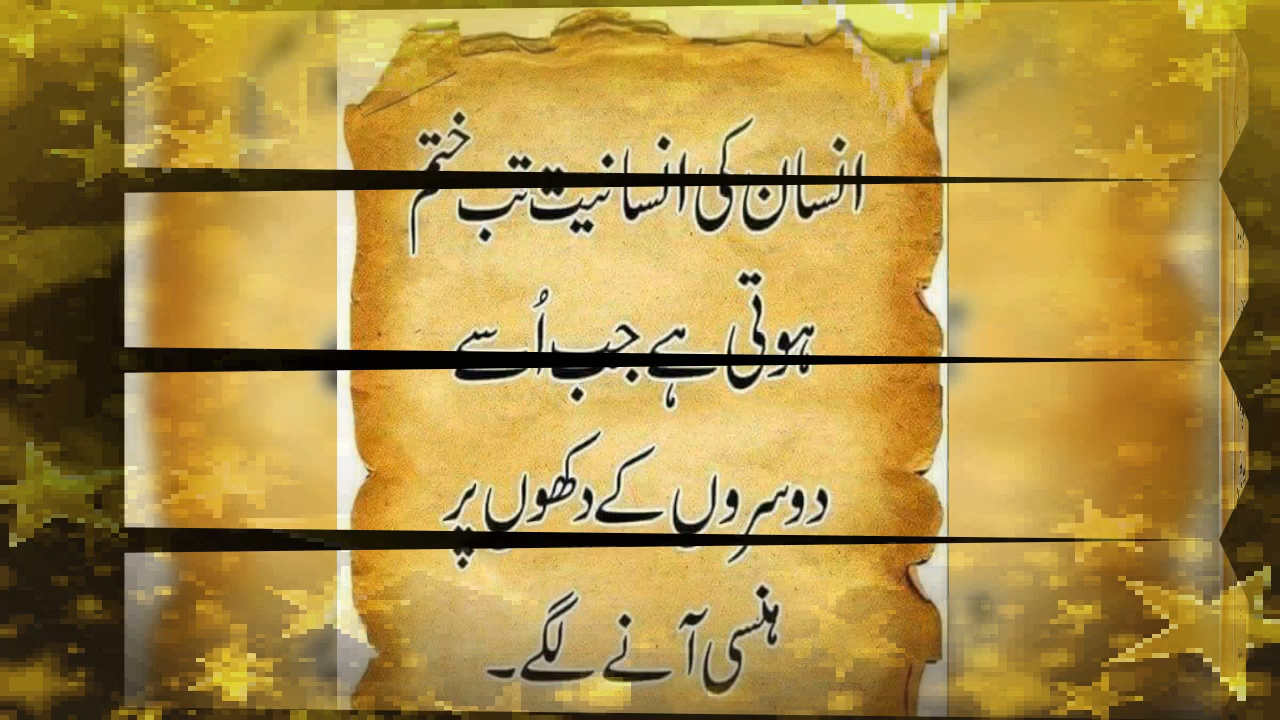 انسان کی انسانیت تب ختم
ہوتی ہے جب اُسے
دوسروں کے دکھوں پر
ہنسی آنے لگے۔